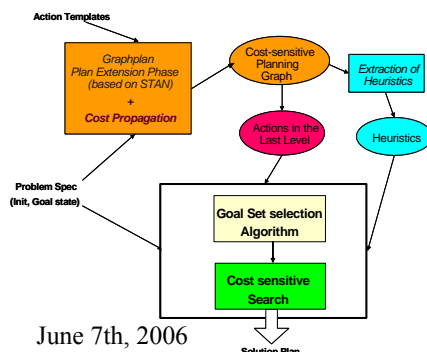 Action Templates
Graphplan
Plan Extension Phase
(based on STAN)
+
Cost Propagation
Cost-sensitive
Planning
Graph
Extraction of
Heuristics
Actions in the
Last Level
Heuristics
Problem Spec
(Init, Goal state)
Goal Set selection
Algorithm
Cost sensitive
Search
June 7th, 2006
Solution Plan